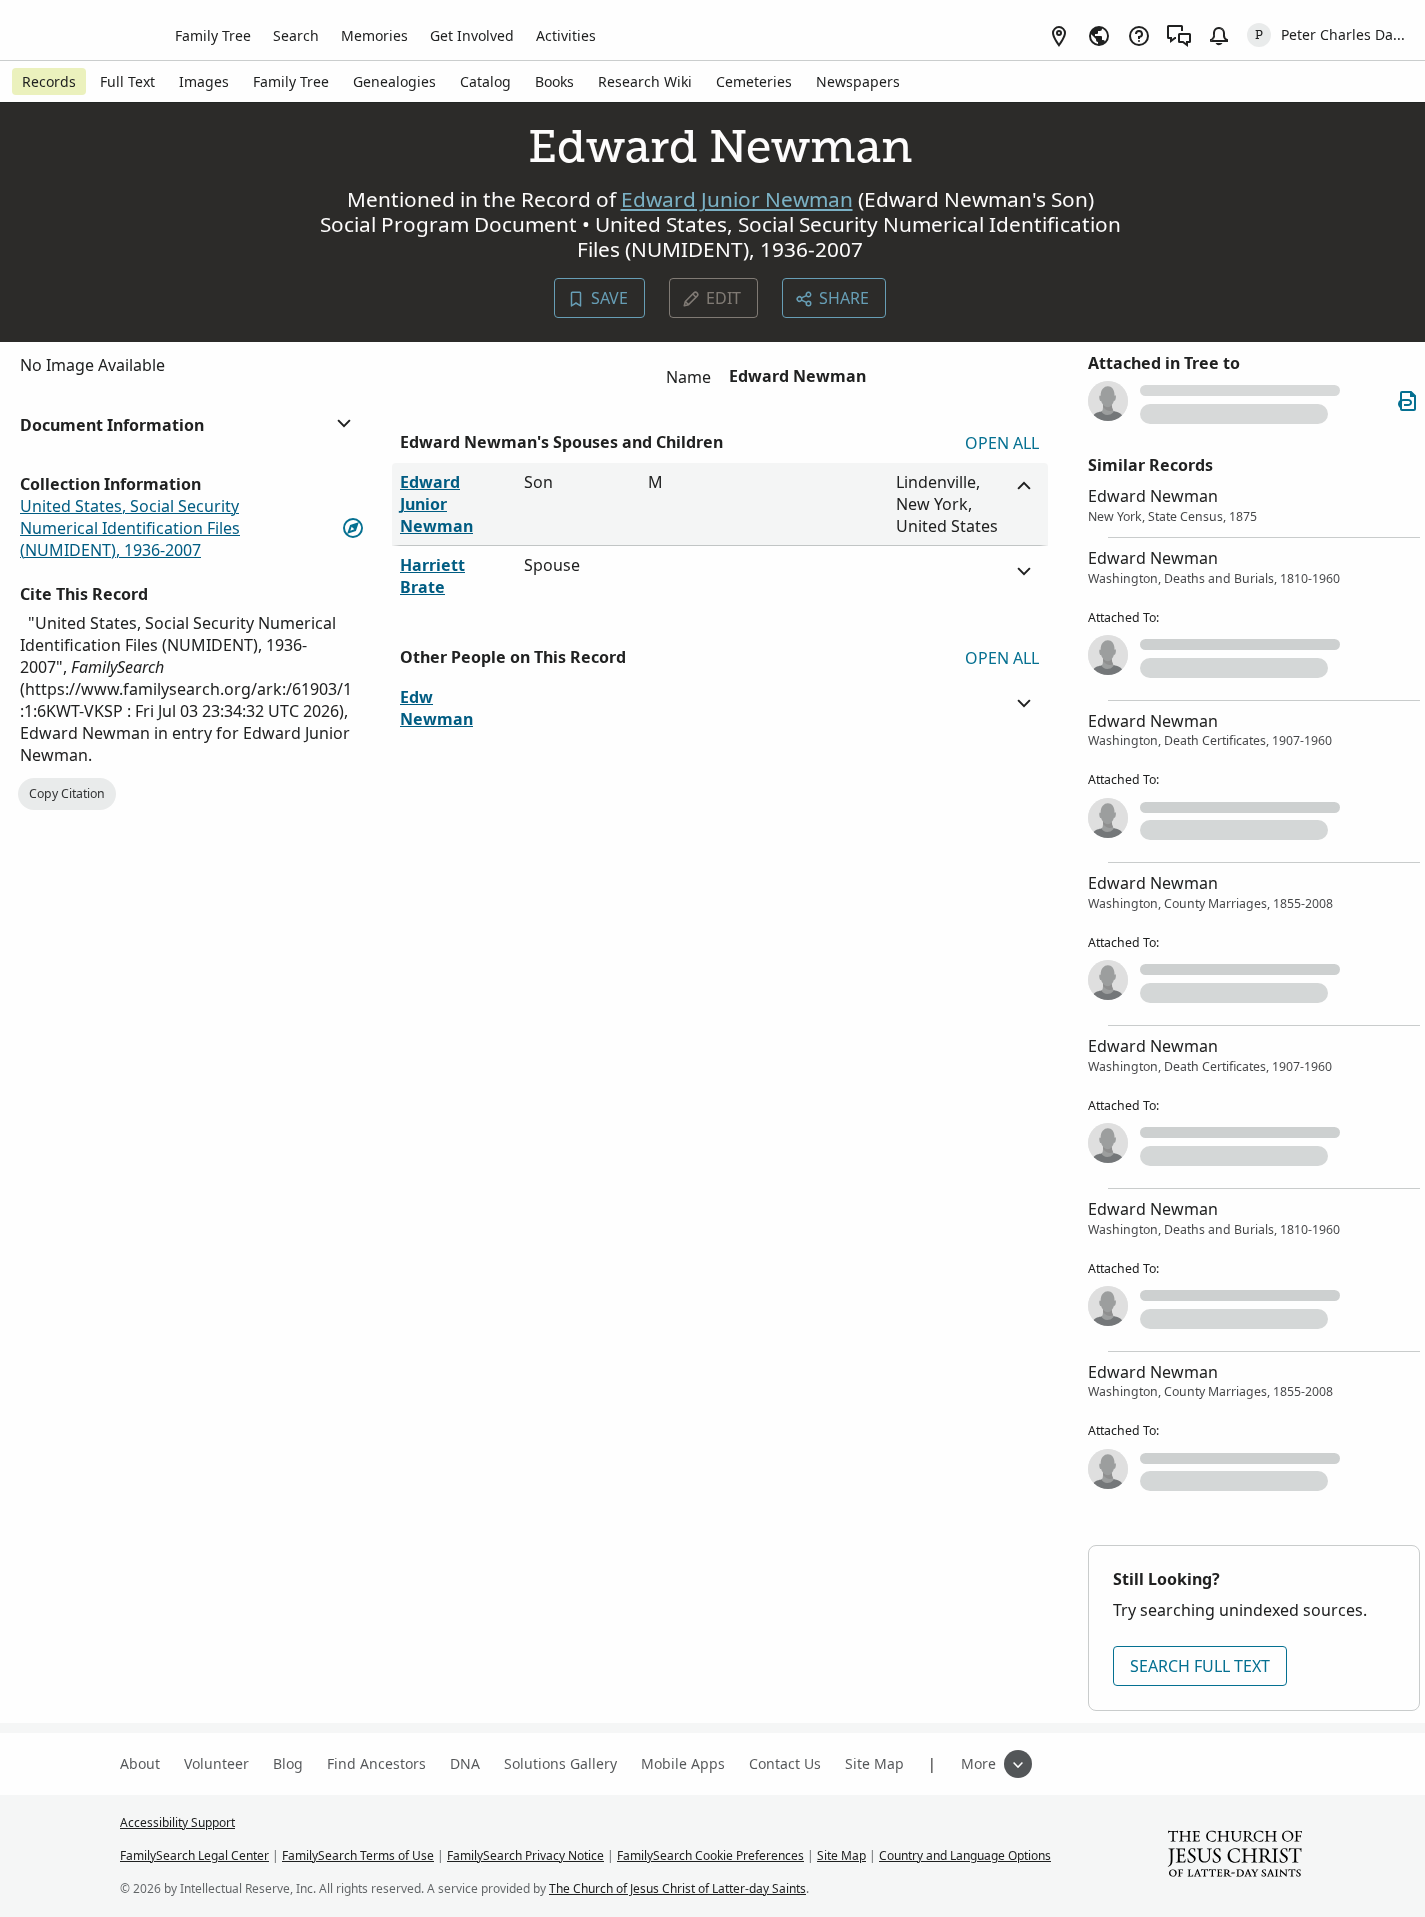 Family Tree Search Memories Get Involved Activities P Peter Charles Da...
Records Full Text Images Family Tree Genealogies Catalog Books Research Wiki Cemeteries Newspapers
Edward Newman
Mentioned in the Record of Edward Junior Newman (Edward Newman's Son)
Social Program Document • United States, Social Security Numerical Identification
Files (NUMIDENT), 1936-2007
SAVE EDIT SHARE
No Image Available
Document Information
Collection Information
United States, Social Security
Numerical Identification Files
(NUMIDENT), 1936-2007
Cite This Record
"United States, Social Security Numerical
Identification Files (NUMIDENT), 1936-
2007", FamilySearch
(https://www.familysearch.org/ark:/61903/1
:1:6KWT-VKSP : Fri Jul 03 23:34:32 UTC 2026),
Edward Newman in entry for Edward Junior
Newman.
Copy Citation
Name Edward Newman
Edward Newman's Spouses and Children OPEN ALL
Edward Son M Lindenville,
Junior New York,
Newman United States
Harriett Spouse
Brate
Other People on This Record OPEN ALL
Edw
Newman
Attached in Tree to
Similar Records
Edward Newman
New York, State Census, 1875
Edward Newman
Washington, Deaths and Burials, 1810-1960
Attached To:
Edward Newman
Washington, Death Certificates, 1907-1960
Attached To:
Edward Newman
Washington, County Marriages, 1855-2008
Attached To:
Edward Newman
Washington, Death Certificates, 1907-1960
Attached To:
Edward Newman
Washington, Deaths and Burials, 1810-1960
Attached To:
Edward Newman
Washington, County Marriages, 1855-2008
Attached To:
Still Looking?
Try searching unindexed sources.
SEARCH FULL TEXT
About Volunteer Blog Find Ancestors DNA Solutions Gallery Mobile Apps Contact Us Site Map | More
Accessibility Support
FamilySearch Legal Center | FamilySearch Terms of Use | FamilySearch Privacy Notice | FamilySearch Cookie Preferences | Site Map | Country and Language Options
© 2026 by Intellectual Reserve, Inc. All rights reserved. A service provided by The Church of Jesus Christ of Latter-day Saints.
THE CHURCH OF
JESUS CHRIST
OF LATTER-DAY SAINTS